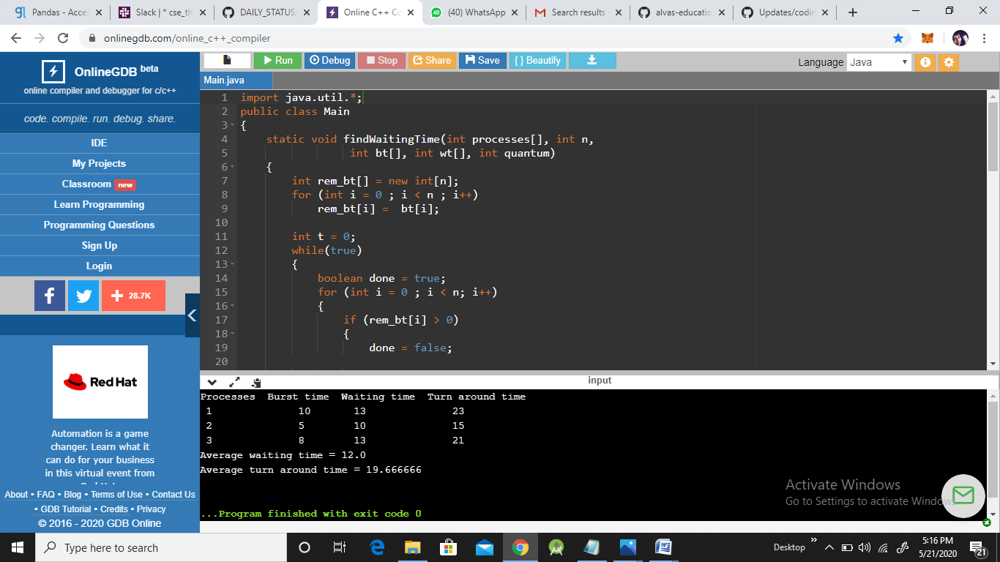 Pandas - Acces
Slack | * cse_th
DAILY_STATUS
Online C++ Co
40
(40) WhatsApp
Search results
alvas-educatio
Updates/codin
onlinegdb.com/online_c++_compiler
OnlineGDB beta
online compiler and debugger for c/c++
code. compile. run. debug. share.
IDE
My Projects
Classroom new
Learn Programming
Programming Questions
Sign Up
Login
28.7K
Red Hat
Automation is a game
changer. Learn what it
can do for your business
in this virtual event from
About • FAQ • Blog • Terms of Use • Contact Us
• GDB Tutorial • Credits • Privacy
© 2016 - 2020 GDB Online
Run Debug Stop Share Save { } Beautify
Language Java
Main.java
1 import java.util.*;
2 public class Main
3 {
4 static void findWaitingTime(int processes[], int n,
5 int bt[], int wt[], int quantum)
6 {
7 int rem_bt[] = new int[n];
8 for (int i = 0 ; i < n ; i++)
9 rem_bt[i] = bt[i];
10
11 int t = 0;
12 while(true)
13 {
14 boolean done = true;
15 for (int i = 0 ; i < n; i++)
16 {
17 if (rem_bt[i] > 0)
18 {
19 done = false;
20
input
Processes Burst time Waiting time Turn around time
1 10 13 23
2 5 10 15
3 8 13 21
Average waiting time = 12.0
Average turn around time = 19.666666
...Program finished with exit code 0
Activate Windows
Go to Settings to activate Windows.
Type here to search
Desktop
5:16 PM
5/21/2020
21